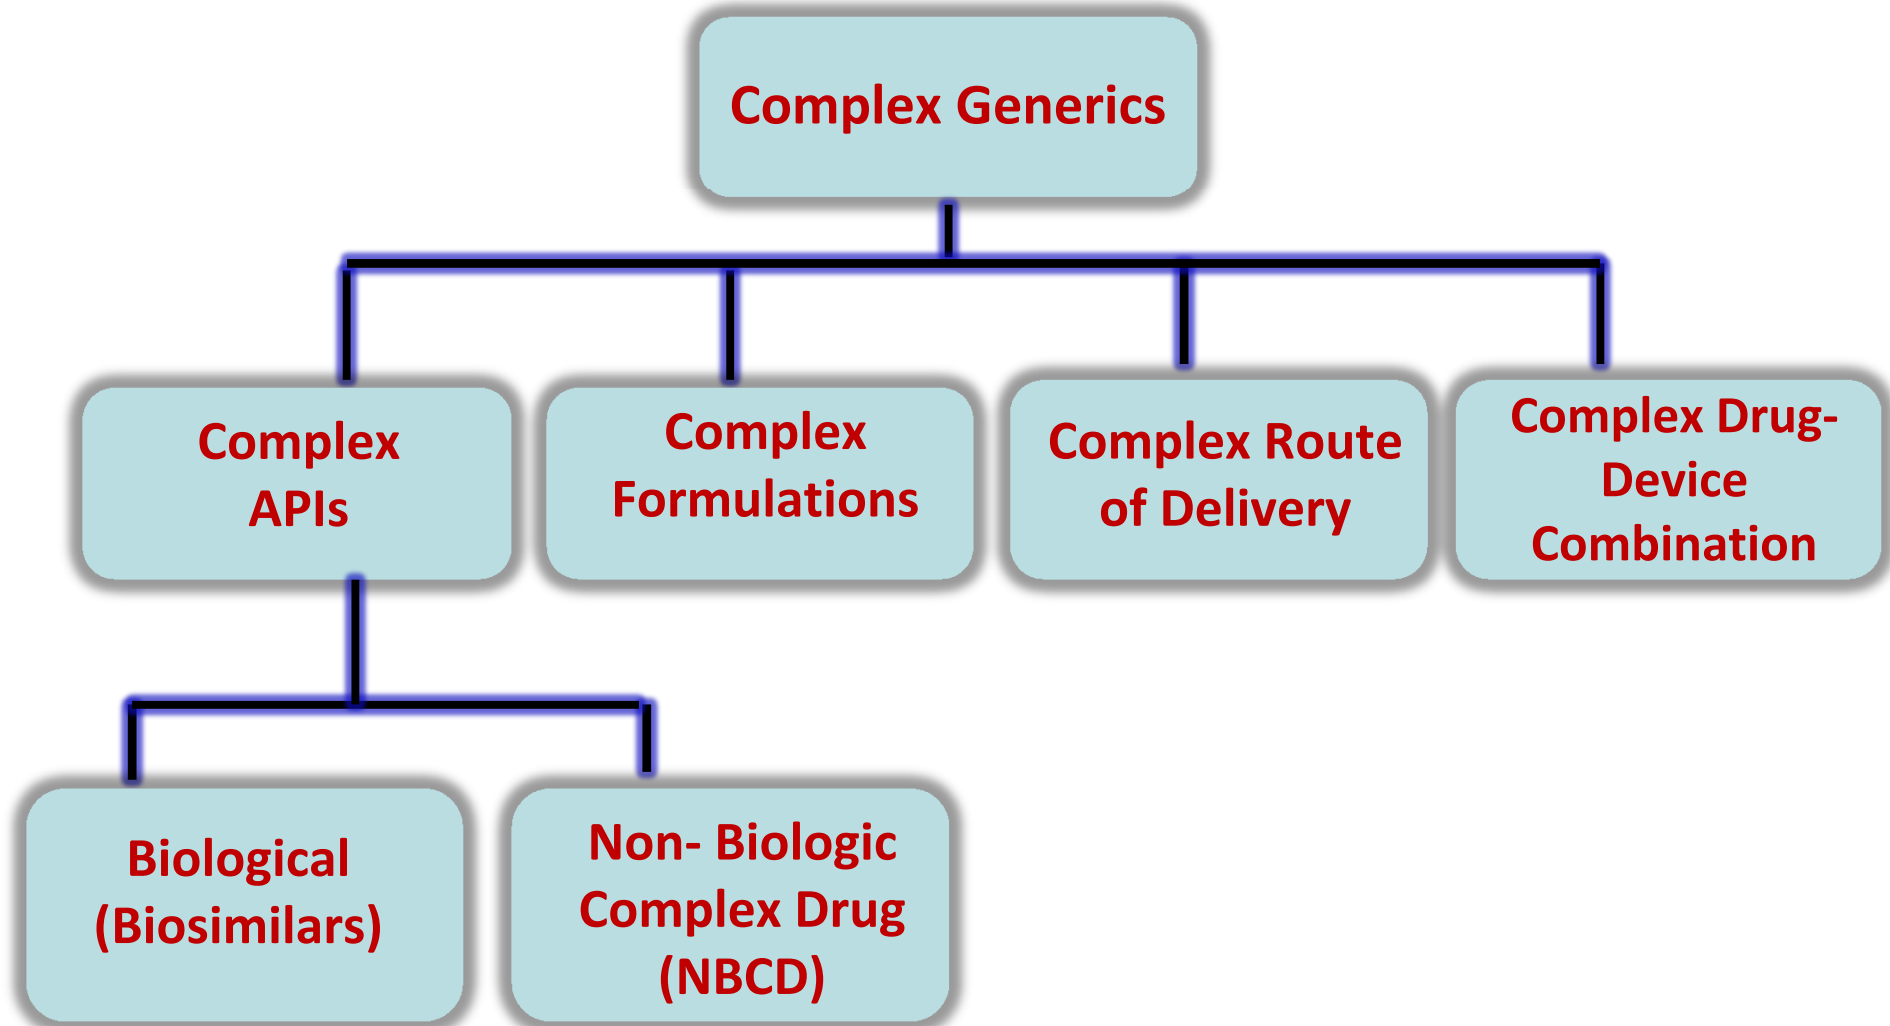 Complex Generics
Complex
APIs
Complex
Formulations
Complex Route
of Delivery
Complex Drug-
Device
Combination
Biological
(Biosimilars)
Non- Biologic
Complex Drug
(NBCD)